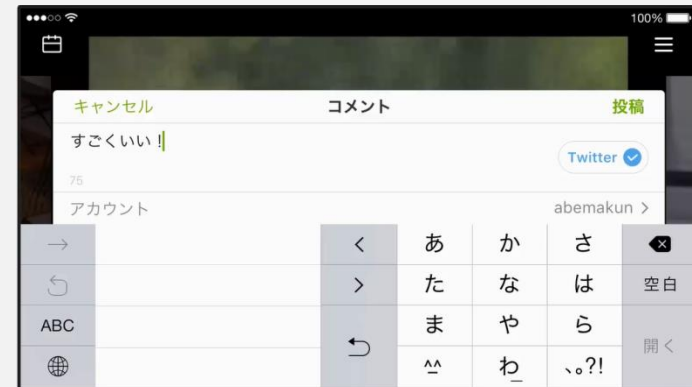 100%
キャンセル コメント 投稿
すごくいい!
Twitter
75
アカウント abemakun >
→ < あ か さ
> た な は 空白
ABC ま や ら
開く
^^ わ 、。?!